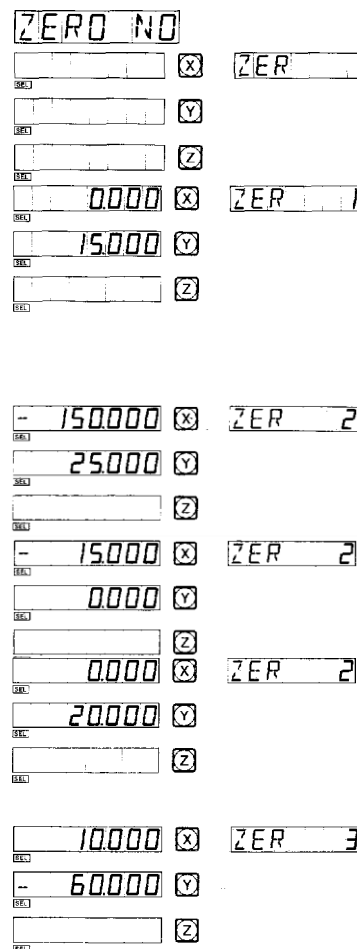 ZERO NO
X ZER
SEL
Y
SEL
Z
SEL
0.000 X ZER 1
SEL
15.000 Y
SEL
Z
SEL
- 150.000 X ZER 2
SEL
25.000 Y
SEL
Z
SEL
- 15.000 X ZER 2
SEL
0.000 Y
SEL
Z
0.000 X ZER 2
SEL
20.000 Y
SEL
Z
SEL
10.000 X ZER 3
SEL
- 60.000 Y
SEL
Z
SEL